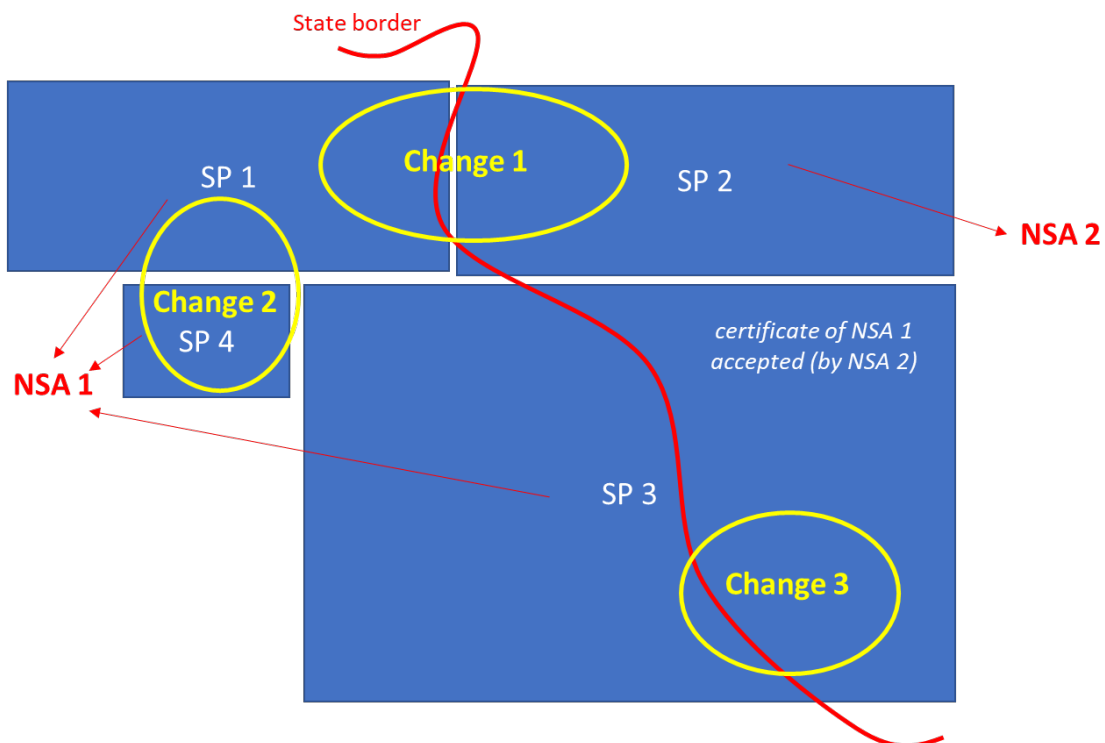 State border
Change 1
SP 1
SP 2
NSA 2
Change 2
SP 4
NSA 1
certificate of NSA 1
accepted (by NSA 2)
SP 3
Change 3